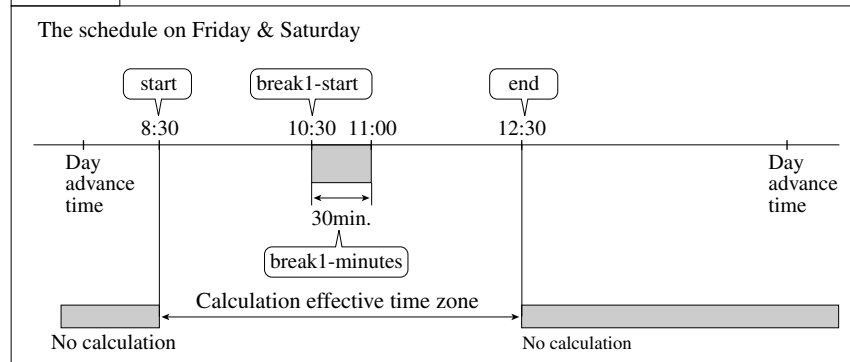 The schedule on Friday & Saturday
start
break1-start
end
8:30
10:30
11:00
12:30
Day
advance
time
Day
advance
time
30min.
break1-minutes
Calculation effective time zone
No calculation
No calculation